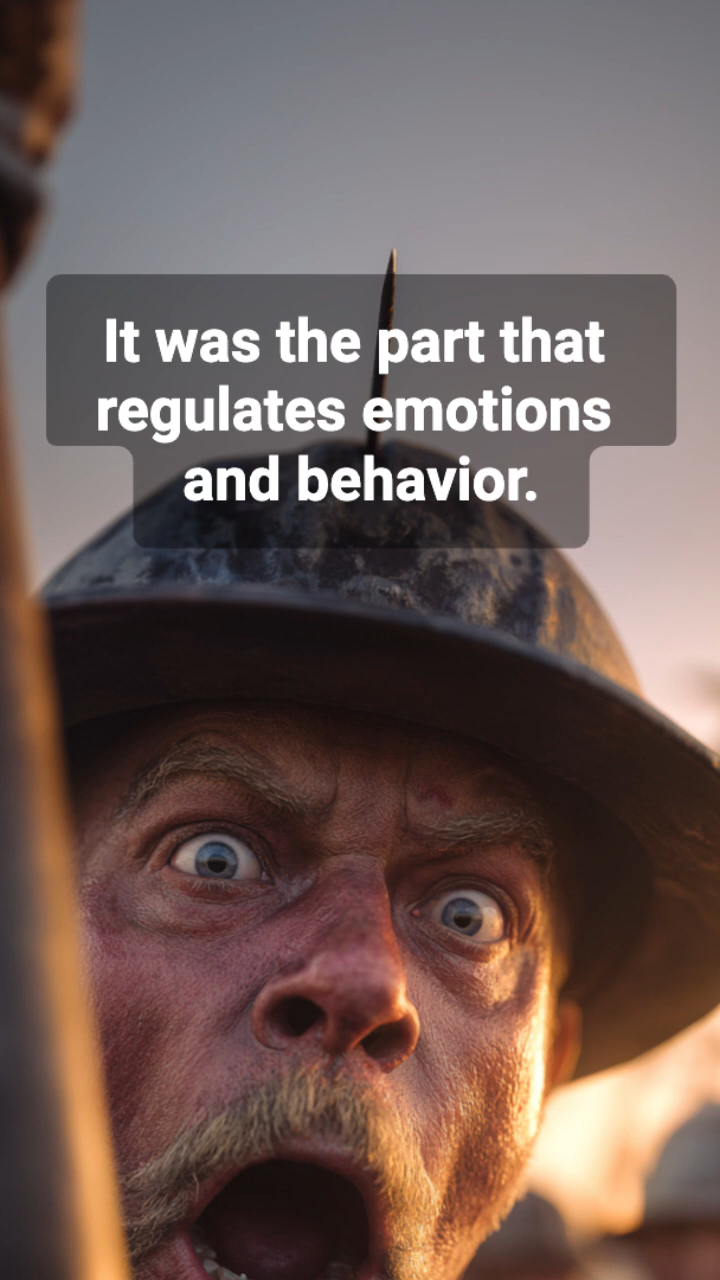 It was the part that
regulates emotions
and behavior.